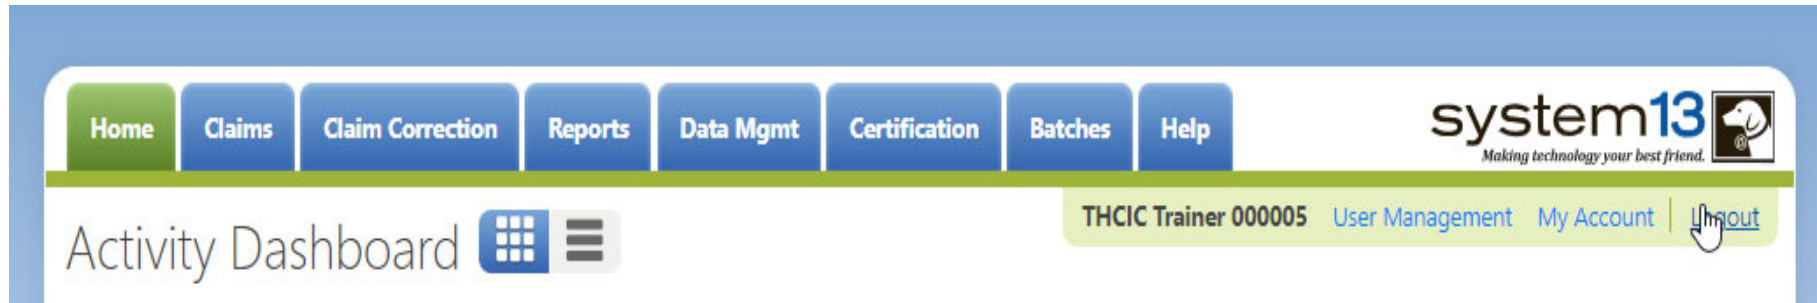 Home Claims Claim Correction Reports Data Mgmt Certification Batches Help
system13
Making technology your best friend.
@
THCIC Trainer 000005 User Management My Account Logout
Activity Dashboard